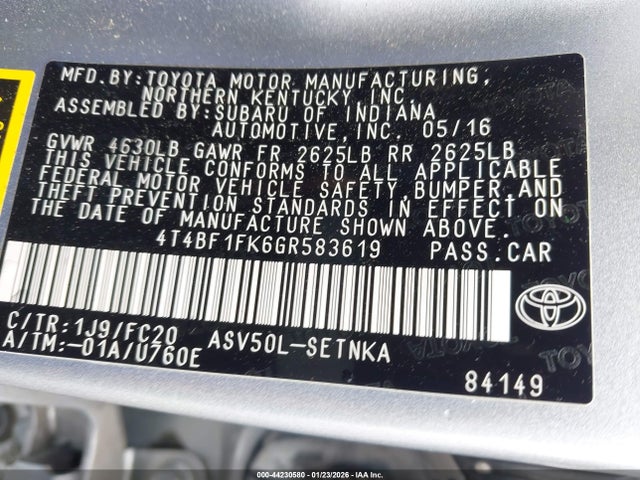 MFD.BY:TOYOTA MOTOR MANUFACTURING,
NORTHERN KENTUCKY, INC.
ASSEMBLED BY:SUBARU OF INDIANA
AUTOMOTIVE,INC. 05/16
GVWR 4630LB GAWR FR 2625LB RR 2625LB
THIS VEHICLE CONFORMS TO ALL APPLICABLE
FEDERAL MOTOR VEHICLE SAFETY, BUMPER,AND
THEFT PREVENTION STANDARDS IN EFFECT ON
THE DATE OF MANUFACTURE SHOWN ABOVE.
4T4BF1FK6GR583619 PASS.CAR
C/TR:1J9/FC20
A/TM:-01A/U760E
ASV50L-SETNKA
84149
000-44230580 - 01/23/2026 - IAA Inc.